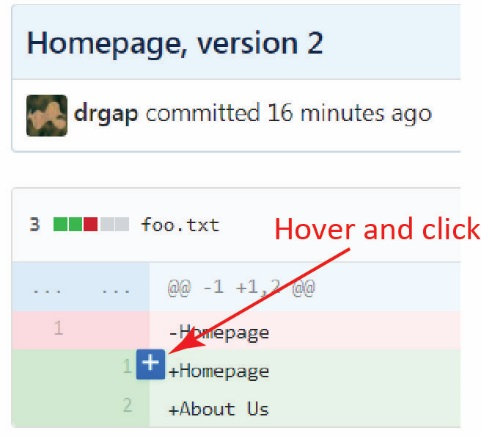 Homepage, version 2
drgap committed 16 minutes ago
3 foo.txt
Hover and click
... ... @@ -1 +1,2 @@
1 -Homepage
1 + +Homepage
2 +About Us